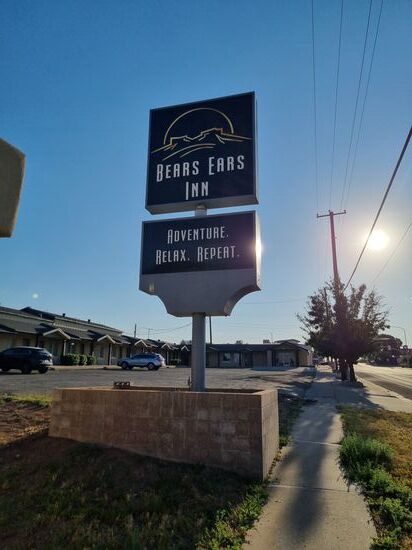 BEARS EARS
INN
ADVENTURE.
RELAX. REPEAT.